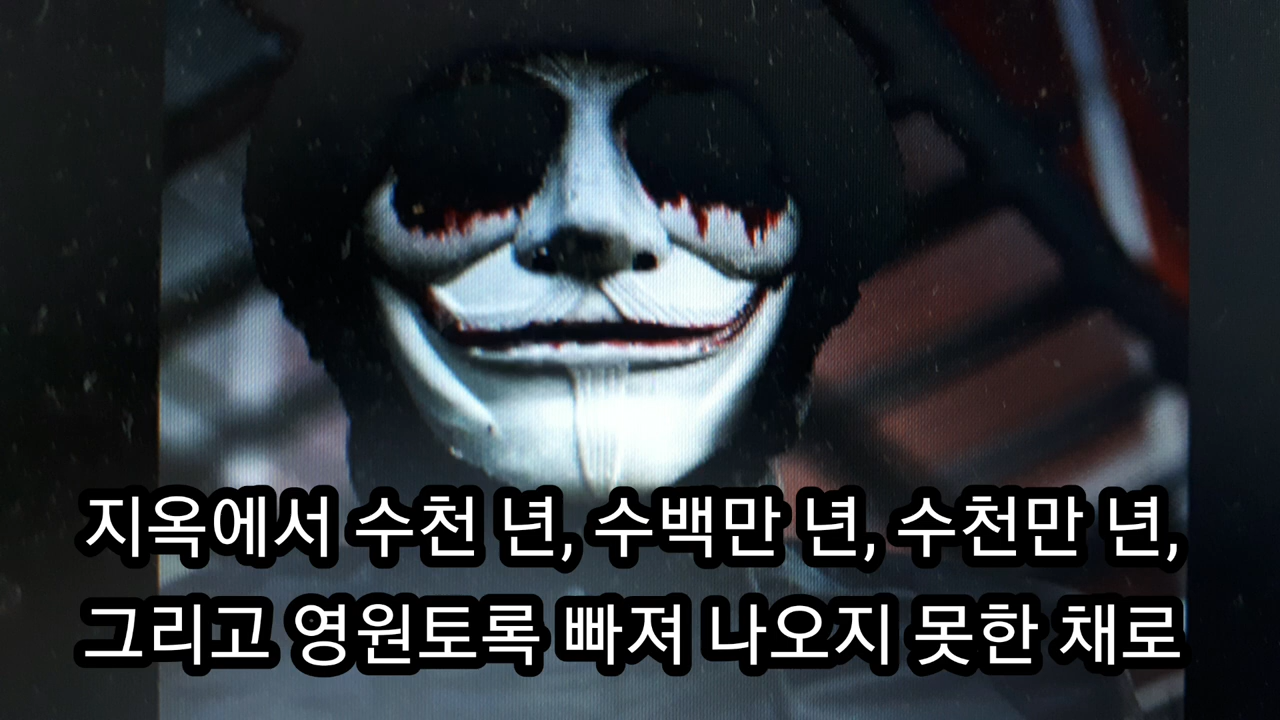 지옥에서 수천 년, 수백만 년, 수천만 년,
그리고 영원토록 빠져 나오지 못한 채로